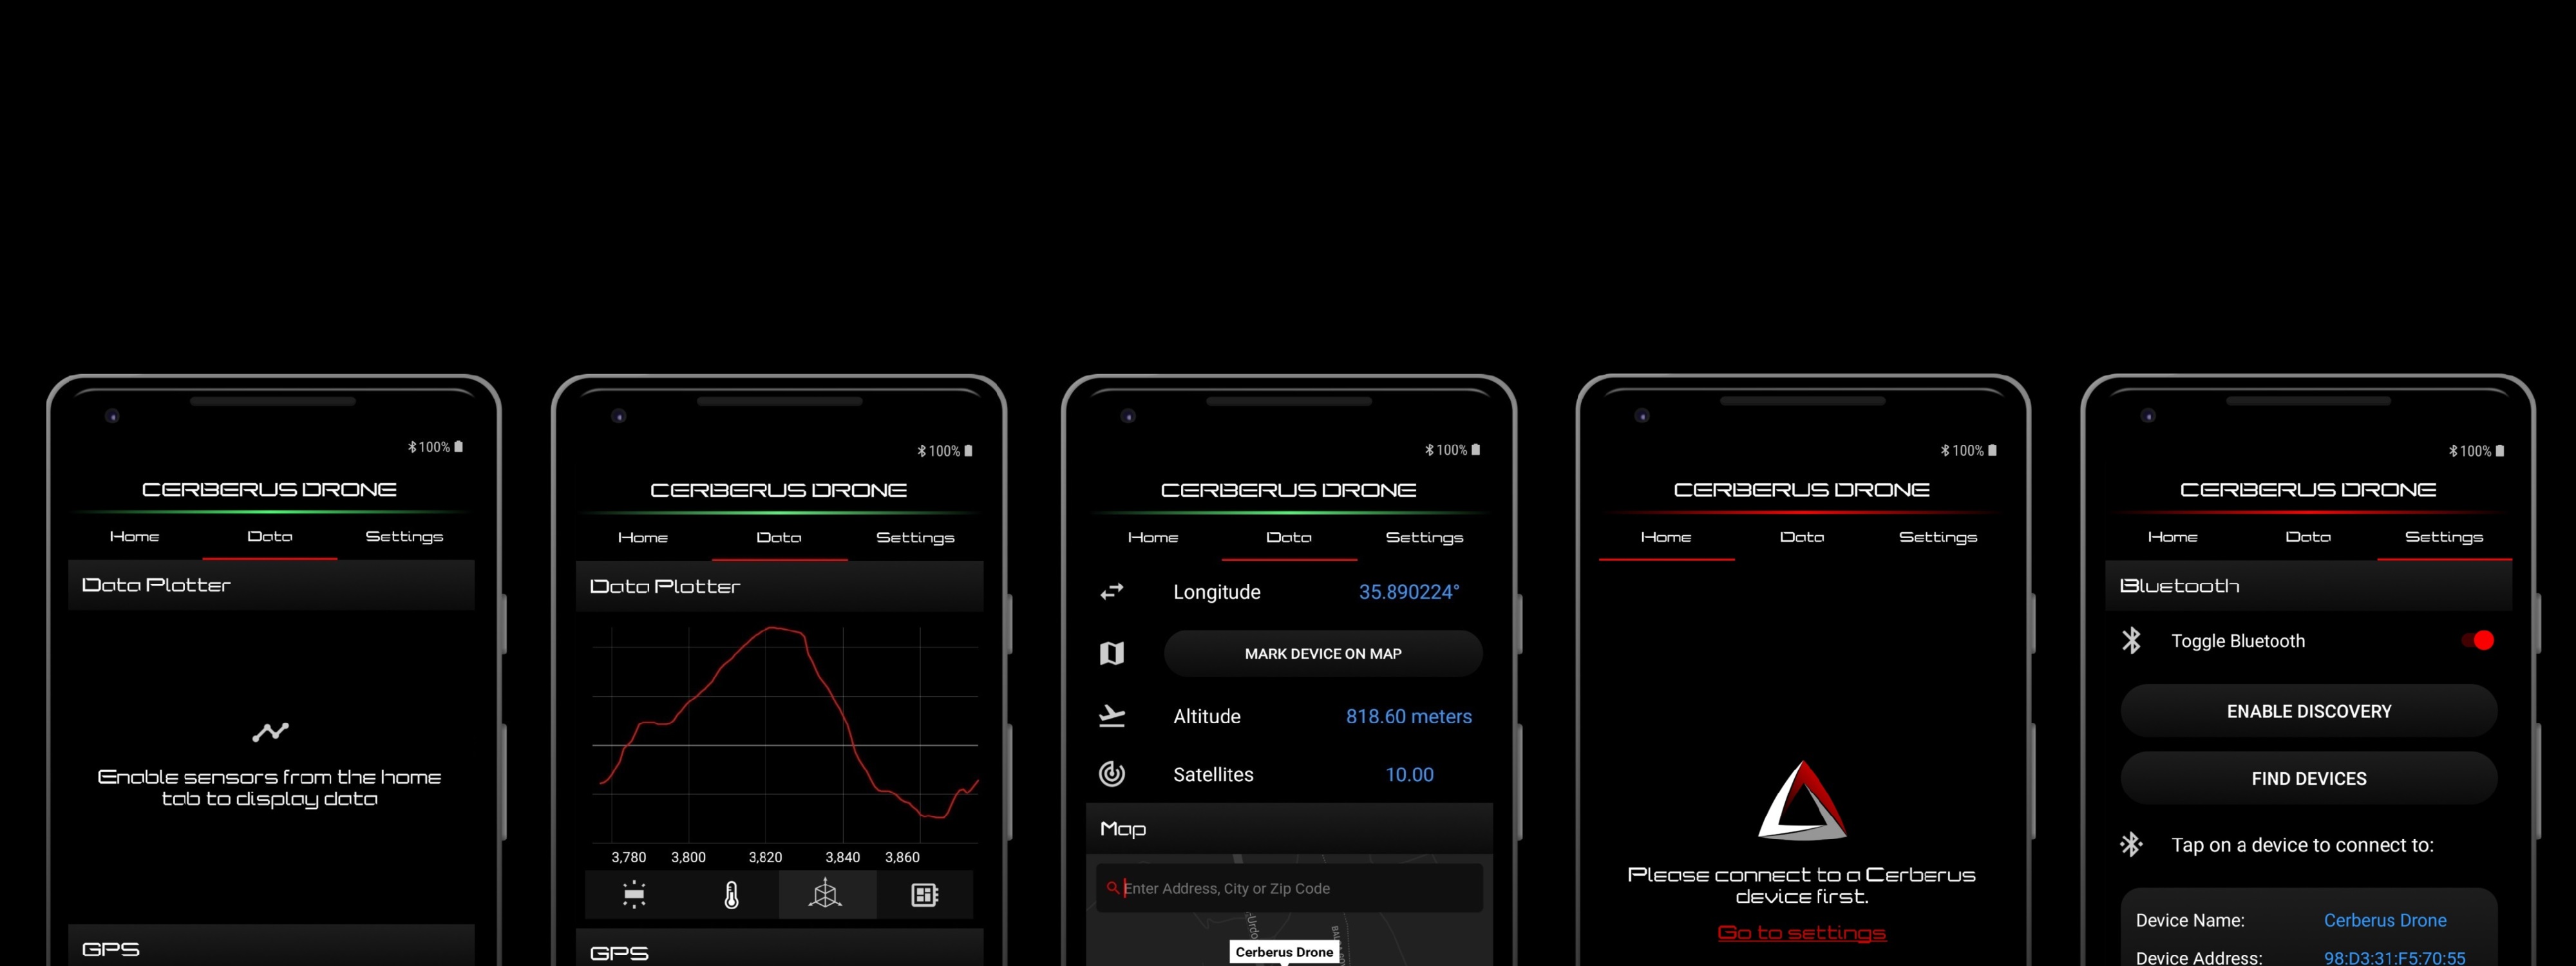 100%
CERBERUS DRONE
Home Data Settings
Data Plotter
Enable sensors from the home
tab to display data
GPS
100%
CERBERUS DRONE
Home Data Settings
Data Plotter
3,780 3,800 3,820 3,840 3,860
GPS
100%
CERBERUS DRONE
Home Data Settings
Longitude 35.890224°
MARK DEVICE ON MAP
Altitude 818.60 meters
Satellites 10.00
Map
Enter Address, City or Zip Code
Cerberus Drone
100%
CERBERUS DRONE
Home Data Settings
Please connect to a Cerberus
device first.
Go to settings
100%
CERBERUS DRONE
Home Data Settings
Bluetooth
Toggle Bluetooth
ENABLE DISCOVERY
FIND DEVICES
Tap on a device to connect to:
Device Name: Cerberus Drone
Device Address: 98:D3:31:F5:70:55